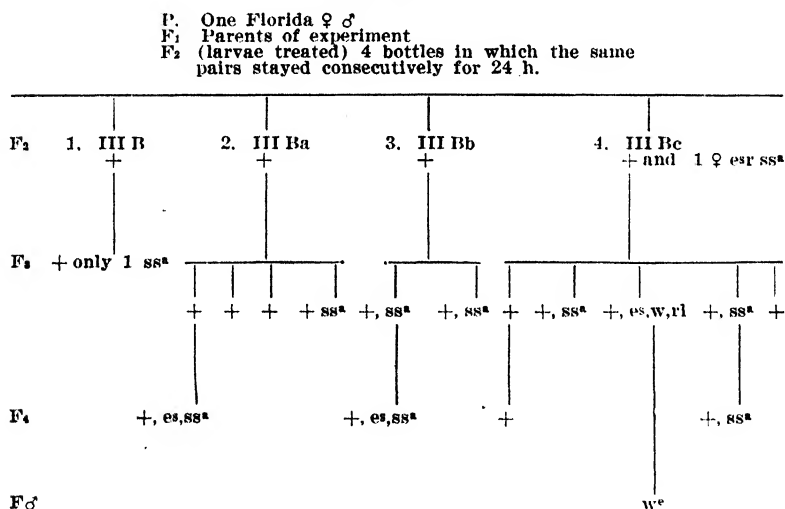 P. One Florida ♀ ♂
F₁ Parents of experiment
F₂ (larvae treated) 4 bottles in which the same
pairs stayed consecutively for 24 h.
F₂ 1. III B 2. III Ba 3. III Bb 4. III Bc
+ + + + and 1 ♀ esr ssᵃ
F₃ + only 1 ssᵃ
+ + + + ssᵃ +, ssᵃ +, ssᵃ + +, ssᵃ +, es,w,rl +, ssᵃ +
F₄ +, es,ssᵃ +, es,ssᵃ + +, ssᵃ
F♂ wᵉ